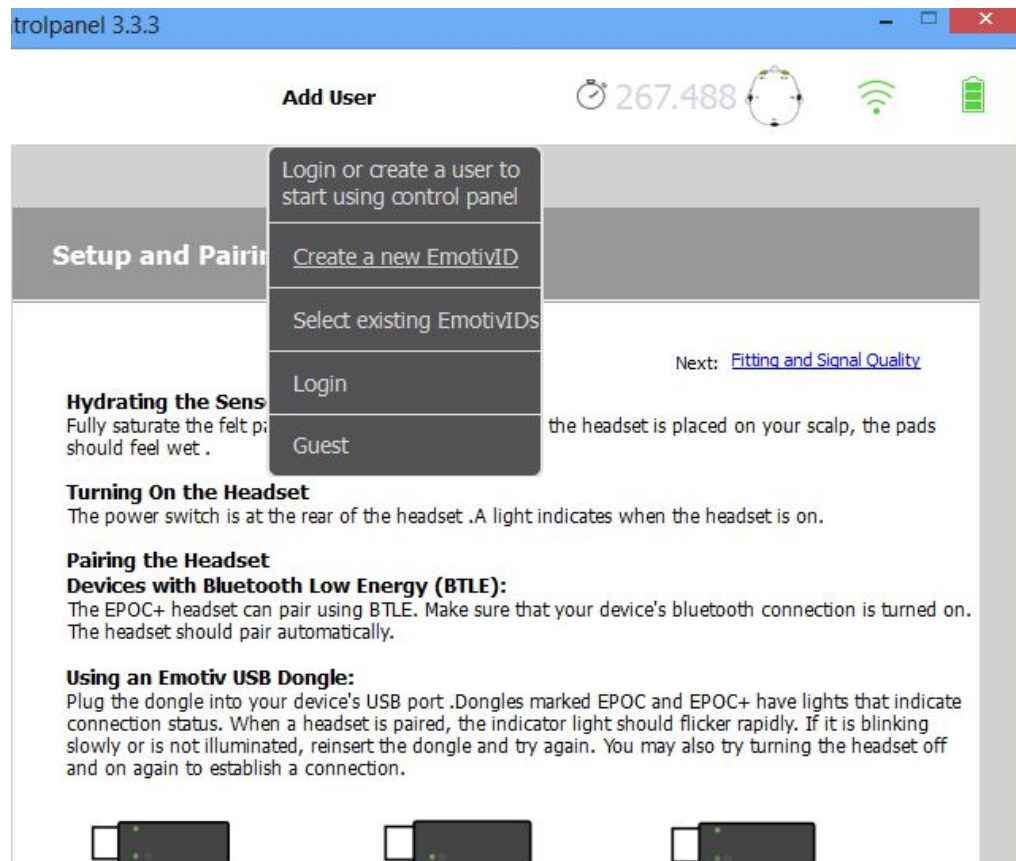 trolpanel 3.3.3
Add User
267.488
Login or create a user to
start using control panel
Create a new EmotivID
Select existing EmotivIDs
Login
Guest
Setup and Pairin
Next: Fitting and Signal Quality
Hydrating the Sens
Fully saturate the felt p the headset is placed on your scalp, the pads
should feel wet .
Turning On the Headset
The power switch is at the rear of the headset .A light indicates when the headset is on.
Pairing the Headset
Devices with Bluetooth Low Energy (BTLE):
The EPOC+ headset can pair using BTLE. Make sure that your device's bluetooth connection is turned on.
The headset should pair automatically.
Using an Emotiv USB Dongle:
Plug the dongle into your device's USB port .Dongles marked EPOC and EPOC+ have lights that indicate
connection status. When a headset is paired, the indicator light should flicker rapidly. If it is blinking
slowly or is not illuminated, reinsert the dongle and try again. You may also try turning the headset off
and on again to establish a connection.